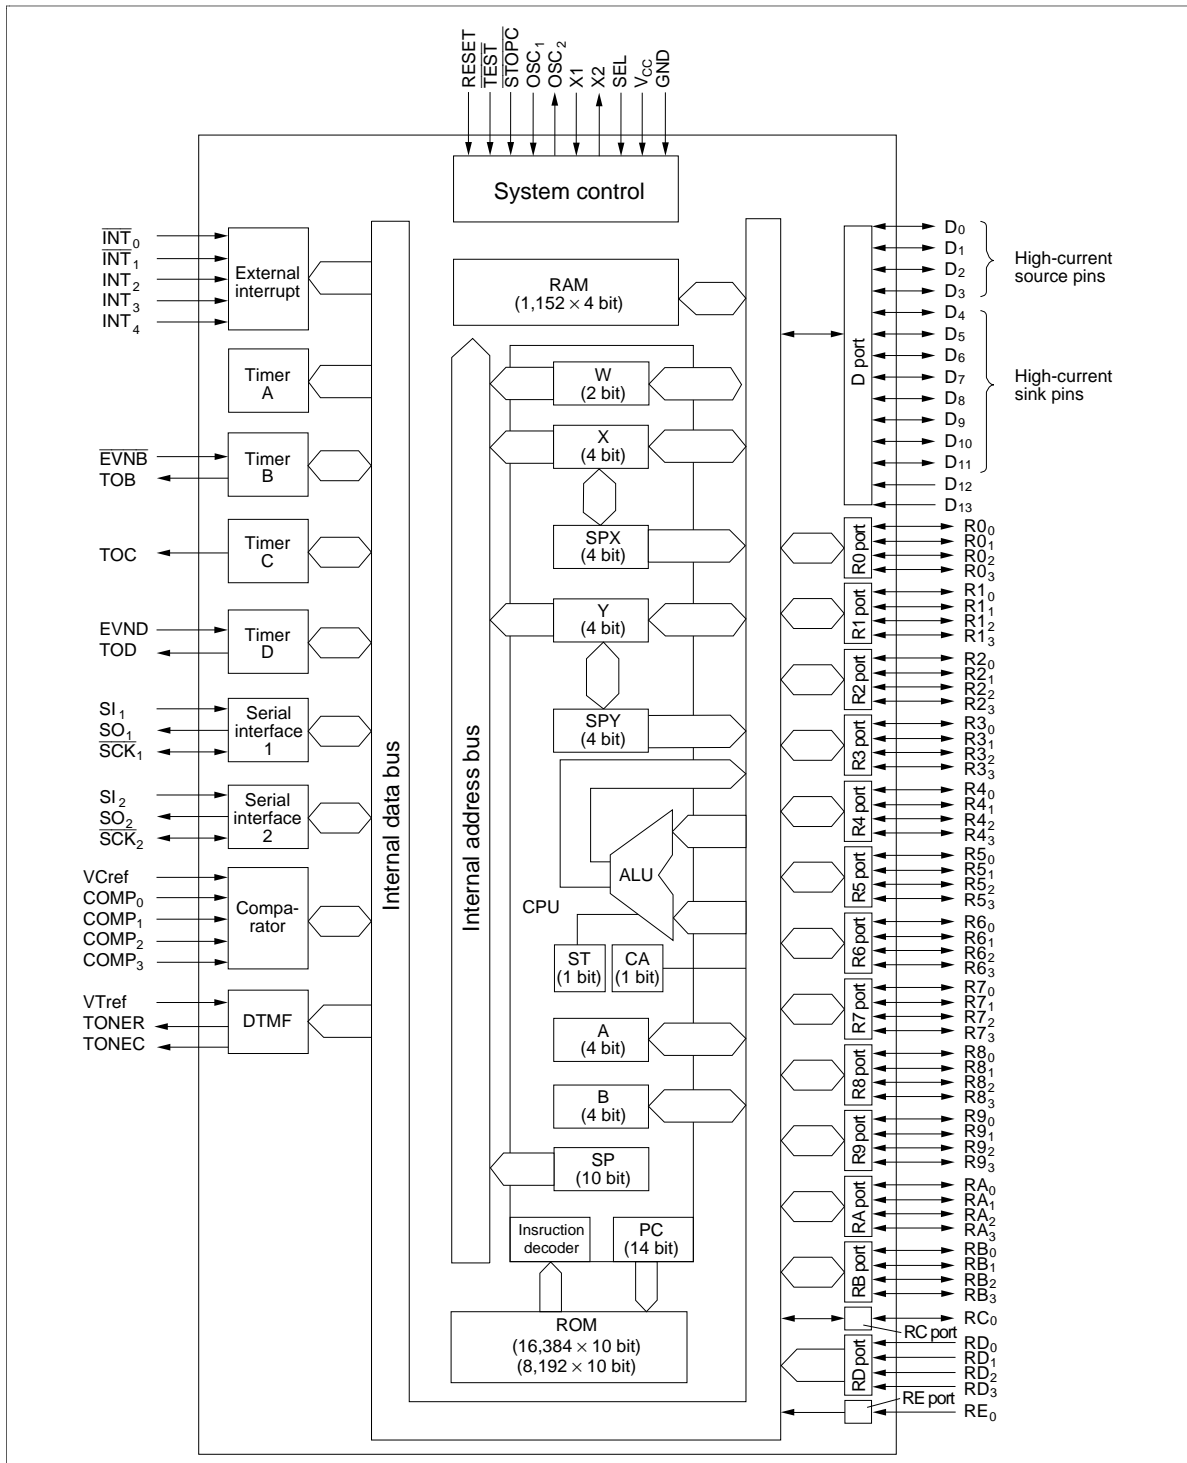 RESET
TEST
STOPC
OSC1
OSC2
X1
X2
SEL
VCC
GND
System control
INT0
INT1
INT2
INT3
INT4
External
interrupt
Timer
A
EVNB
TOB
Timer
B
TOC
Timer
C
EVND
TOD
Timer
D
SI1
SO1
SCK1
Serial
interface
1
SI2
SO2
SCK2
Serial
interface
2
VCref
COMP0
COMP1
COMP2
COMP3
Compa-
rator
VTref
TONER
TONEC
DTMF
Internal data bus
Internal address bus
RAM
(1,152 × 4 bit)
W
(2 bit)
X
(4 bit)
SPX
(4 bit)
Y
(4 bit)
SPY
(4 bit)
ALU
CPU
ST
(1 bit)
CA
(1 bit)
A
(4 bit)
B
(4 bit)
SP
(10 bit)
Insruction
decoder
PC
(14 bit)
ROM
(16,384 × 10 bit)
(8,192 × 10 bit)
D port
D0
D1
D2
D3
D4
D5
D6
D7
D8
D9
D10
D11
D12
D13
High-current
source pins
High-current
sink pins
R0 port
R00
R01
R02
R03
R1 port
R10
R11
R12
R13
R2 port
R20
R21
R22
R23
R3 port
R30
R31
R32
R33
R4 port
R40
R41
R42
R43
R5 port
R50
R51
R52
R53
R6 port
R60
R61
R62
R63
R7 port
R70
R71
R72
R73
R8 port
R80
R81
R82
R83
R9 port
R90
R91
R92
R93
RA port
RA0
RA1
RA2
RA3
RB port
RB0
RB1
RB2
RB3
RC0
RC port
RD port
RD0
RD1
RD2
RD3
RE port
RE0